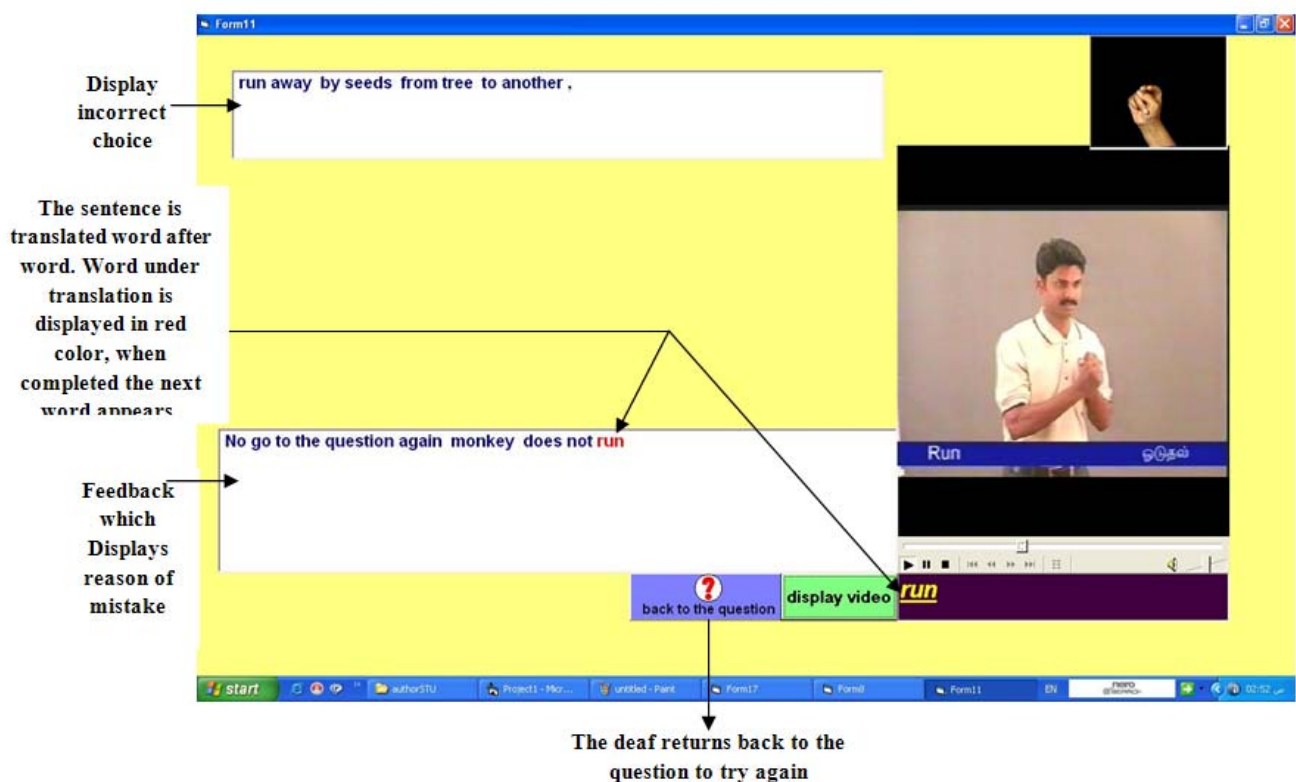 Form11
Display
incorrect
choice
run away by seeds from tree to another ,
The sentence is
translated word after
word. Word under
translation is
displayed in red
color, when
completed the next
word appears
No go to the question again monkey does not run
Feedback
which
Displays
reason of
mistake
Run ஓடுதல்
?
back to the question
display video
run
start
authorSTU
Project1 - Micr...
untitled - Paint
Form17
Form8
Form11
EN
nero
SEARCH
02:52 ص
The deaf returns back to the
question to try again